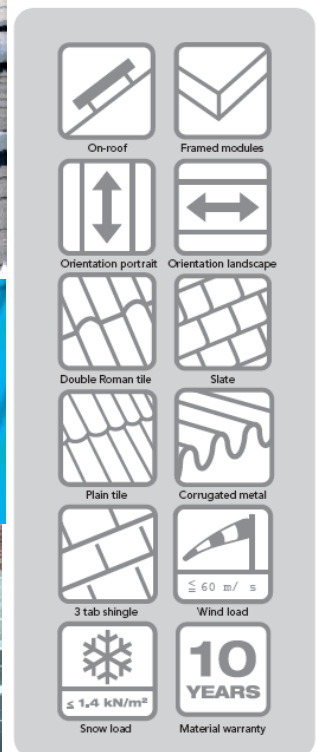 On-roof Framed modules
Orientation portrait Orientation landscape
Double Roman tile Slate
Plain tile Corrugated metal
≦ 60 m/ s
3 tab shingle Wind load
≤ 1.4 kN/m²
10
YEARS
Snow load Material warranty